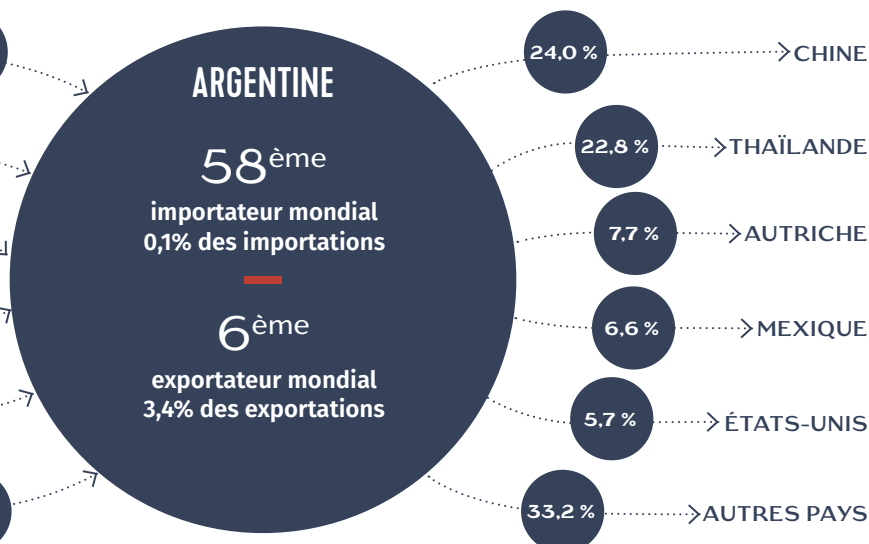 ARGENTINE
58ème
importateur mondial
0,1% des importations
6ème
exportateur mondial
3,4% des exportations
24,0 %
CHINE
22,8 %
THAÏLANDE
7,7 %
AUTRICHE
6,6 %
MEXIQUE
5,7 %
ÉTATS-UNIS
33,2 %
AUTRES PAYS